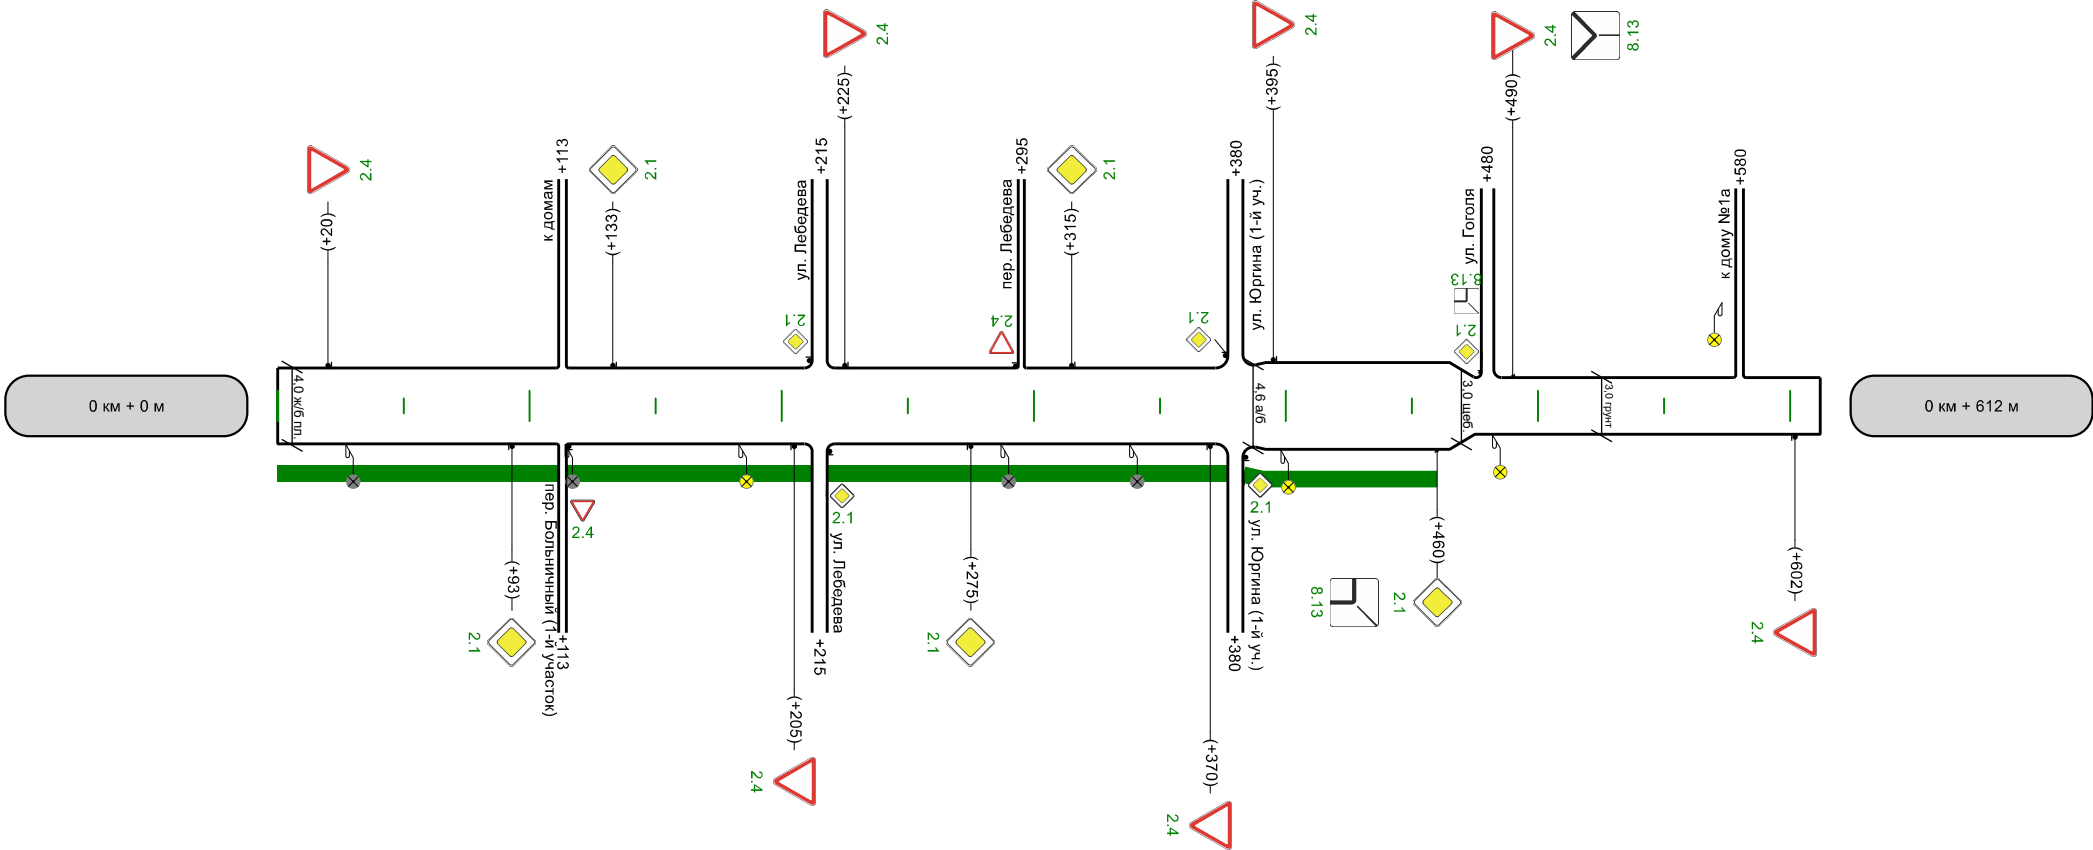 2.4
2.4
2.4
8.13
(+225)
(+395)
(+490)
2.4
+113
2.1
+215
+295
2.1
+380
+480
+580
(+20)
к домам
(+133)
ул. Лебедева
пер. Лебедева
(+315)
ул. Юргина (1-й уч.)
ул. Гоголя
к дому №1а
8.13
2.1
2.4
2.1
2.1
0 км + 0 м
4,0 ж/б пл.
4,6 а/б
3,0 щеб.
3,0 грунт
0 км + 612 м
2.4
2.1
2.1
пер. Больничный (1-й участок)
ул. Лебедева
ул. Юргина (1-й уч.)
(+93)
(+275)
(+460)
(+602)
2.1
+113
+215
2.1
+380
8.13
2.1
2.4
(+205)
(+370)
2.4
2.4